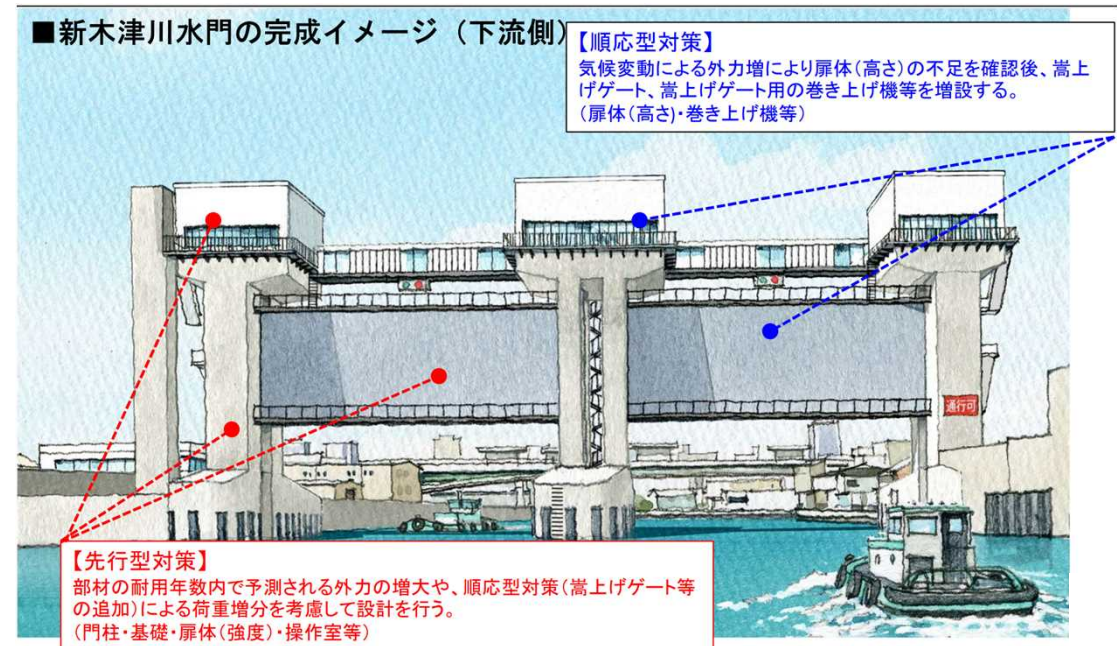 ■新木津川水門の完成イメージ（下流側）
【順応型対策】
気候変動による外力増により扉体（高さ）の不足を確認後、嵩上
げゲート、嵩上げゲート用の巻き上げ機等を増設する。
（扉体（高さ）・巻き上げ機等）
通行可
【先行型対策】
部材の耐用年数内で予測される外力の増大や、順応型対策（嵩上げゲート等
の追加）による荷重増分を考慮して設計を行う。
（門柱・基礎・扉体（強度）・操作室等）